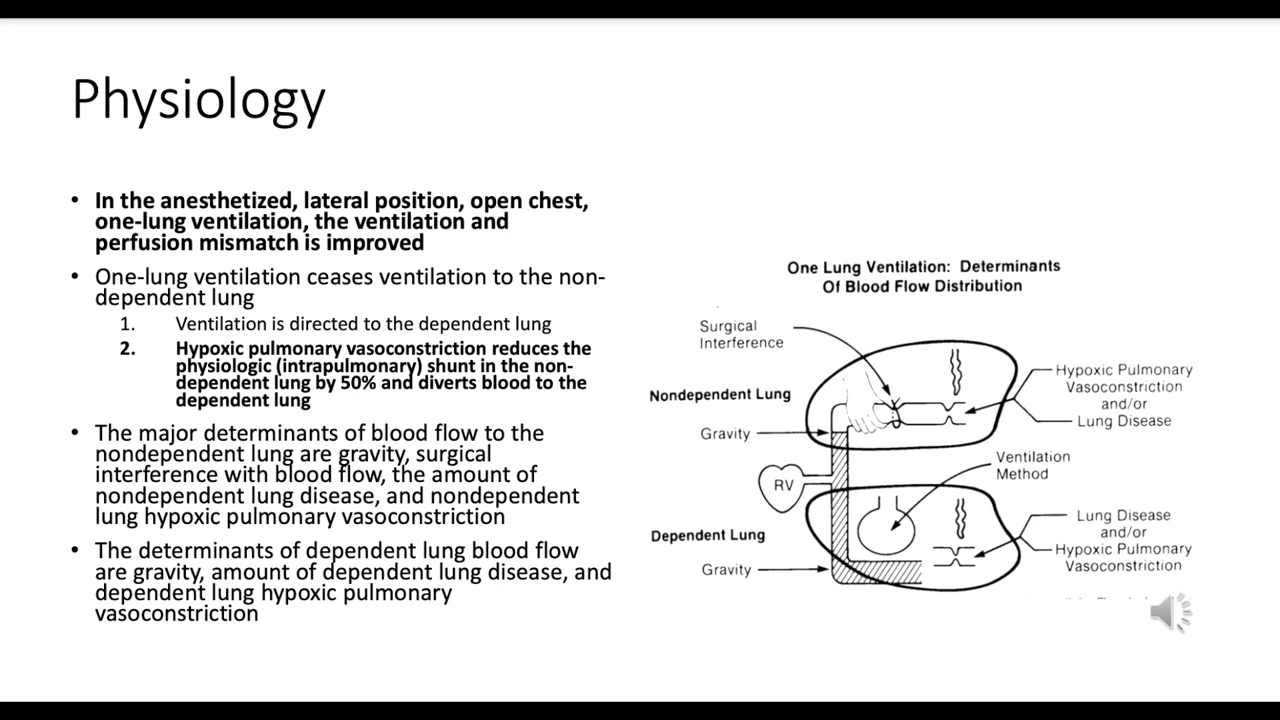 Physiology
• In the anesthetized, lateral position, open chest,
one-lung ventilation, the ventilation and
perfusion mismatch is improved
• One-lung ventilation ceases ventilation to the non-
dependent lung
1. Ventilation is directed to the dependent lung
2. Hypoxic pulmonary vasoconstriction reduces the
physiologic (intrapulmonary) shunt in the non-
dependent lung by 50% and diverts blood to the
dependent lung
• The major determinants of blood flow to the
nondependent lung are gravity, surgical
interference with blood flow, the amount of
nondependent lung disease, and nondependent
lung hypoxic pulmonary vasoconstriction
• The determinants of dependent lung blood flow
are gravity, amount of dependent lung disease, and
dependent lung hypoxic pulmonary
vasoconstriction
One Lung Ventilation: Determinants
Of Blood Flow Distribution
Surgical
Interference
Nondependent Lung
Gravity
Hypoxic Pulmonary
Vasoconstriction
and/or
Lung Disease
RV
Ventilation
Method
Dependent Lung
Gravity
Lung Disease
and/or
Hypoxic Pulmonary
Vasoconstriction